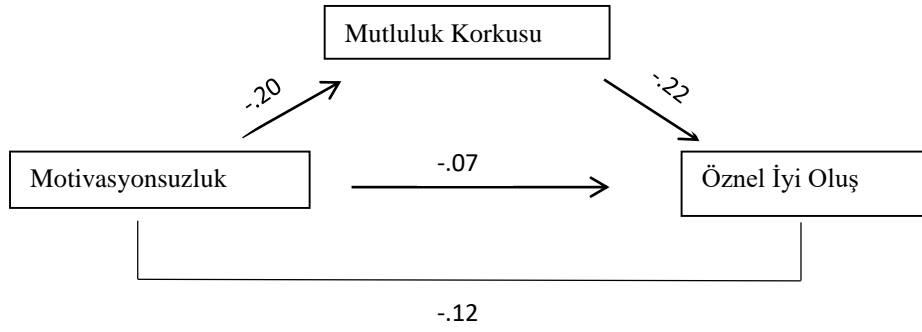 Mutluluk Korkusu
-.20
-.22
-.07
Motivasyonsuzluk
Öznel İyi Oluş
-.12